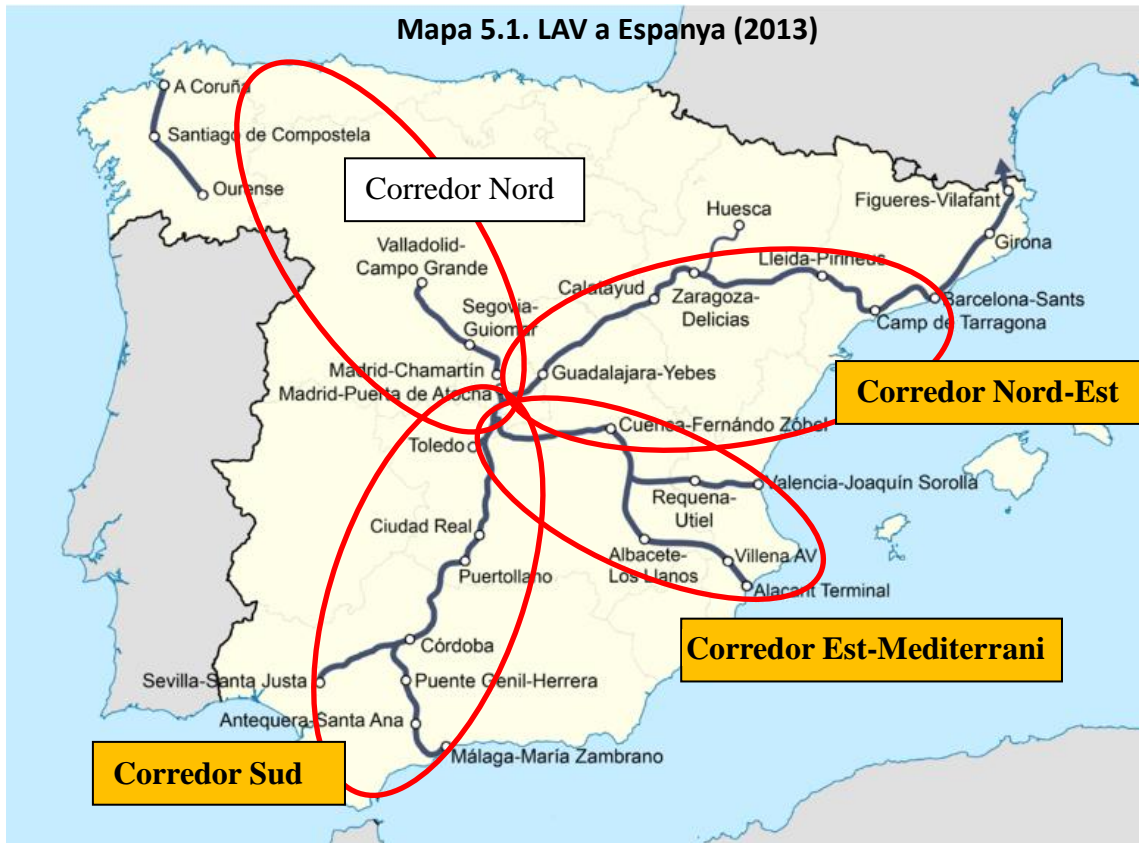 Mapa 5.1. LAV a Espanya (2013)
A Coruña
Santiago de Compostela
Ourense
Corredor Nord
Valladolid-
Campo Grande
Segovia-
Guiomar
Madrid-Chamartín
Madrid-Puerta de Atocha
Huesca
Calatayud
Zaragoza-
Delicias
Lleida-Pirineus
Figueres-Vilafant
Girona
Barcelona-Sants
Camp de Tarragona
Guadalajara-Yebes
Corredor Nord-Est
Toledo
Cuenca-Fernándo Zóbel
Requena-
Utiel
Valencia-Joaquín Sorolla
Albacete-
Los Llanos
Villena AV
Alacant Terminal
Corredor Est-Mediterrani
Ciudad Real
Puertollano
Córdoba
Sevilla-Santa Justa
Puente Genil-Herrera
Antequera-Santa Ana
Málaga-María Zambrano
Corredor Sud